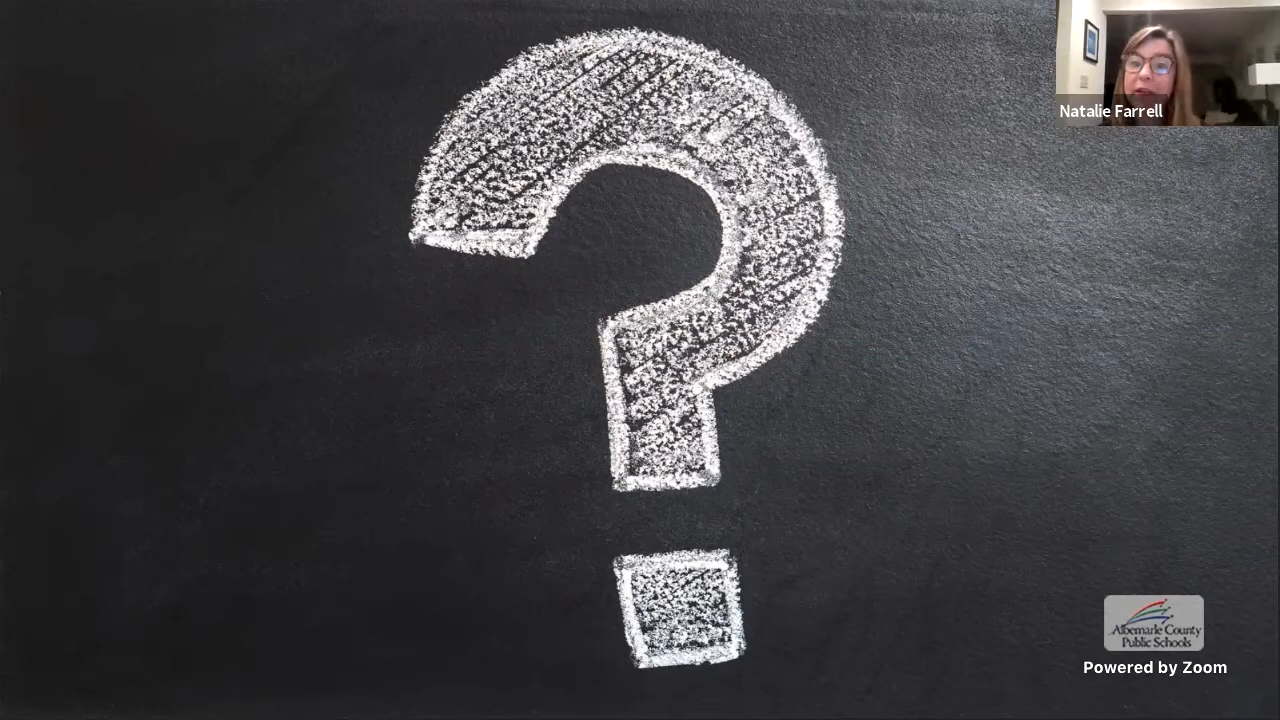 ?
Natalie Farrell
Albemarle County
Public Schools
Powered by Zoom